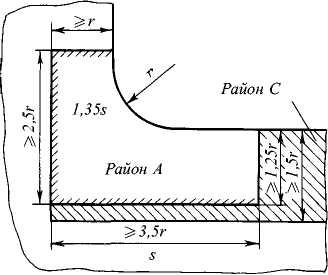 ≥r
r
Район С
≥2,5r
1,35s
Район А
≥1,25r
≥1,5r
≥3,5r
s